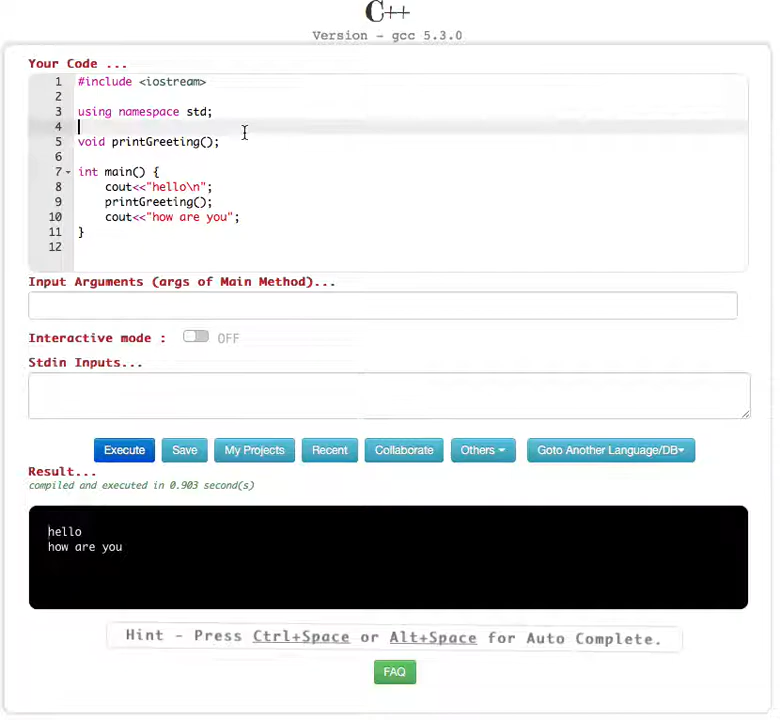 C++
Version - gcc 5.3.0
Your Code ...
1 #include <iostream>
2
3 using namespace std;
4
5 void printGreeting();
6
7 int main() {
8 cout<<"hello\n";
9 printGreeting();
10 cout<<"how are you";
11 }
12
Input Arguments (args of Main Method)...
Interactive mode : OFF
Stdin Inputs...
Execute Save My Projects Recent Collaborate Others Goto Another Language/DB
Result...
compiled and executed in 0.903 second(s)
hello
how are you
Hint - Press Ctrl+Space or Alt+Space for Auto Complete.
FAQ